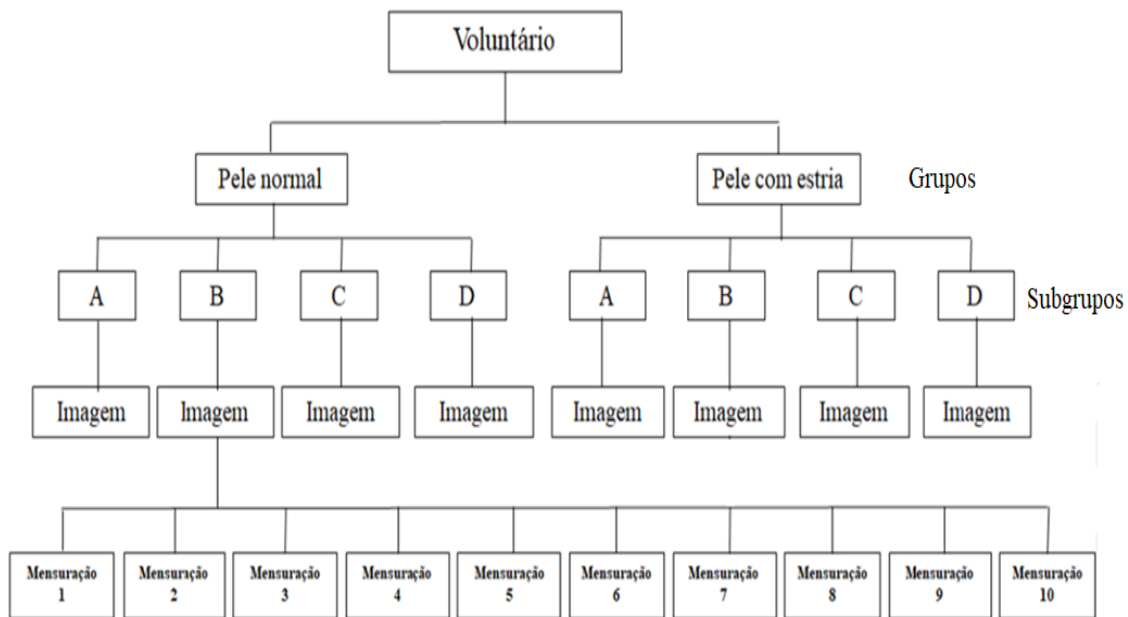 Voluntário
Pele normal
Pele com estria
Grupos
A
B
C
D
A
B
C
D
Subgrupos
Imagem
Imagem
Imagem
Imagem
Imagem
Imagem
Imagem
Imagem
Mensuração
1
Mensuração
2
Mensuração
3
Mensuração
4
Mensuração
5
Mensuração
6
Mensuração
7
Mensuração
8
Mensuração
9
Mensuração
10